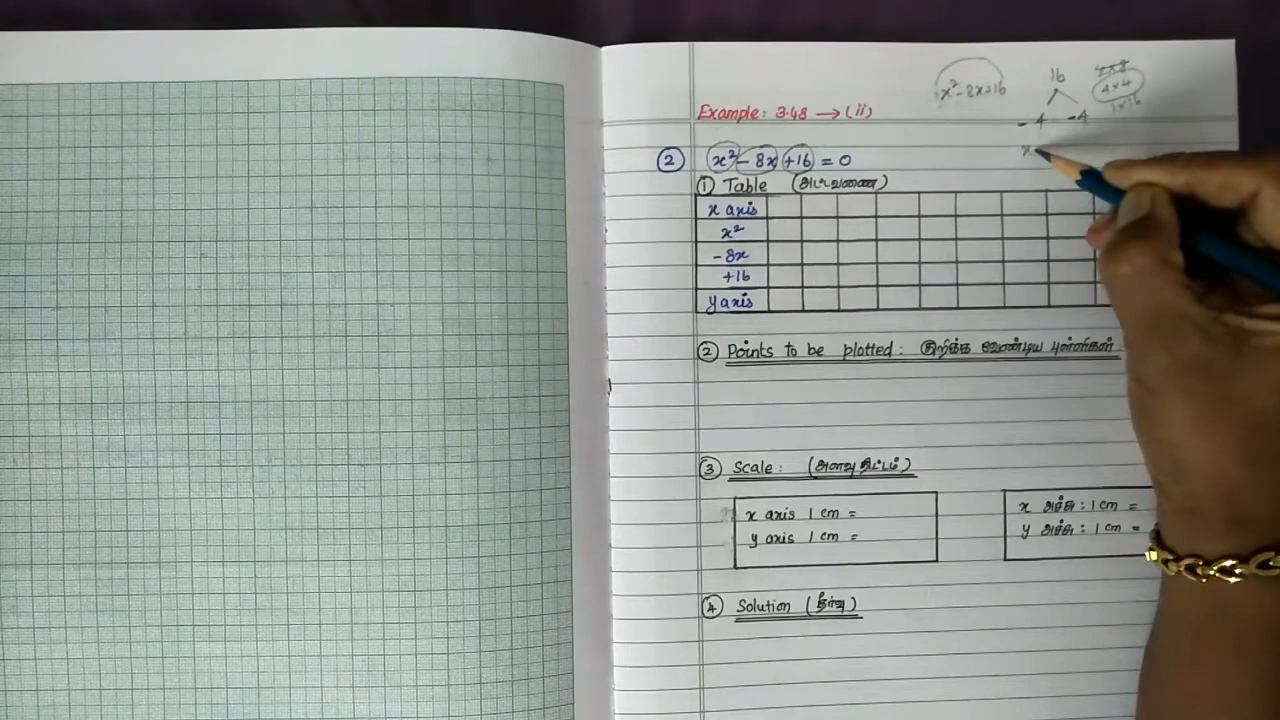 x² - 8x + 16
16
4 x 4
1 x 16
-4 -4
x
Example: 3.48 → (ii)
② x² - 8x + 16 = 0
① Table (அட்டவணை)
x axis
x²
-8x
+16
y axis
② Points to be plotted: குறிக்க வேண்டிய புள்ளிகள்
③ Scale: (அளவு திட்டம்)
x axis 1 cm =
y axis 1 cm =
x அச்சு : 1 cm =
y அச்சு : 1 cm =
④ Solution (தீர்வு)